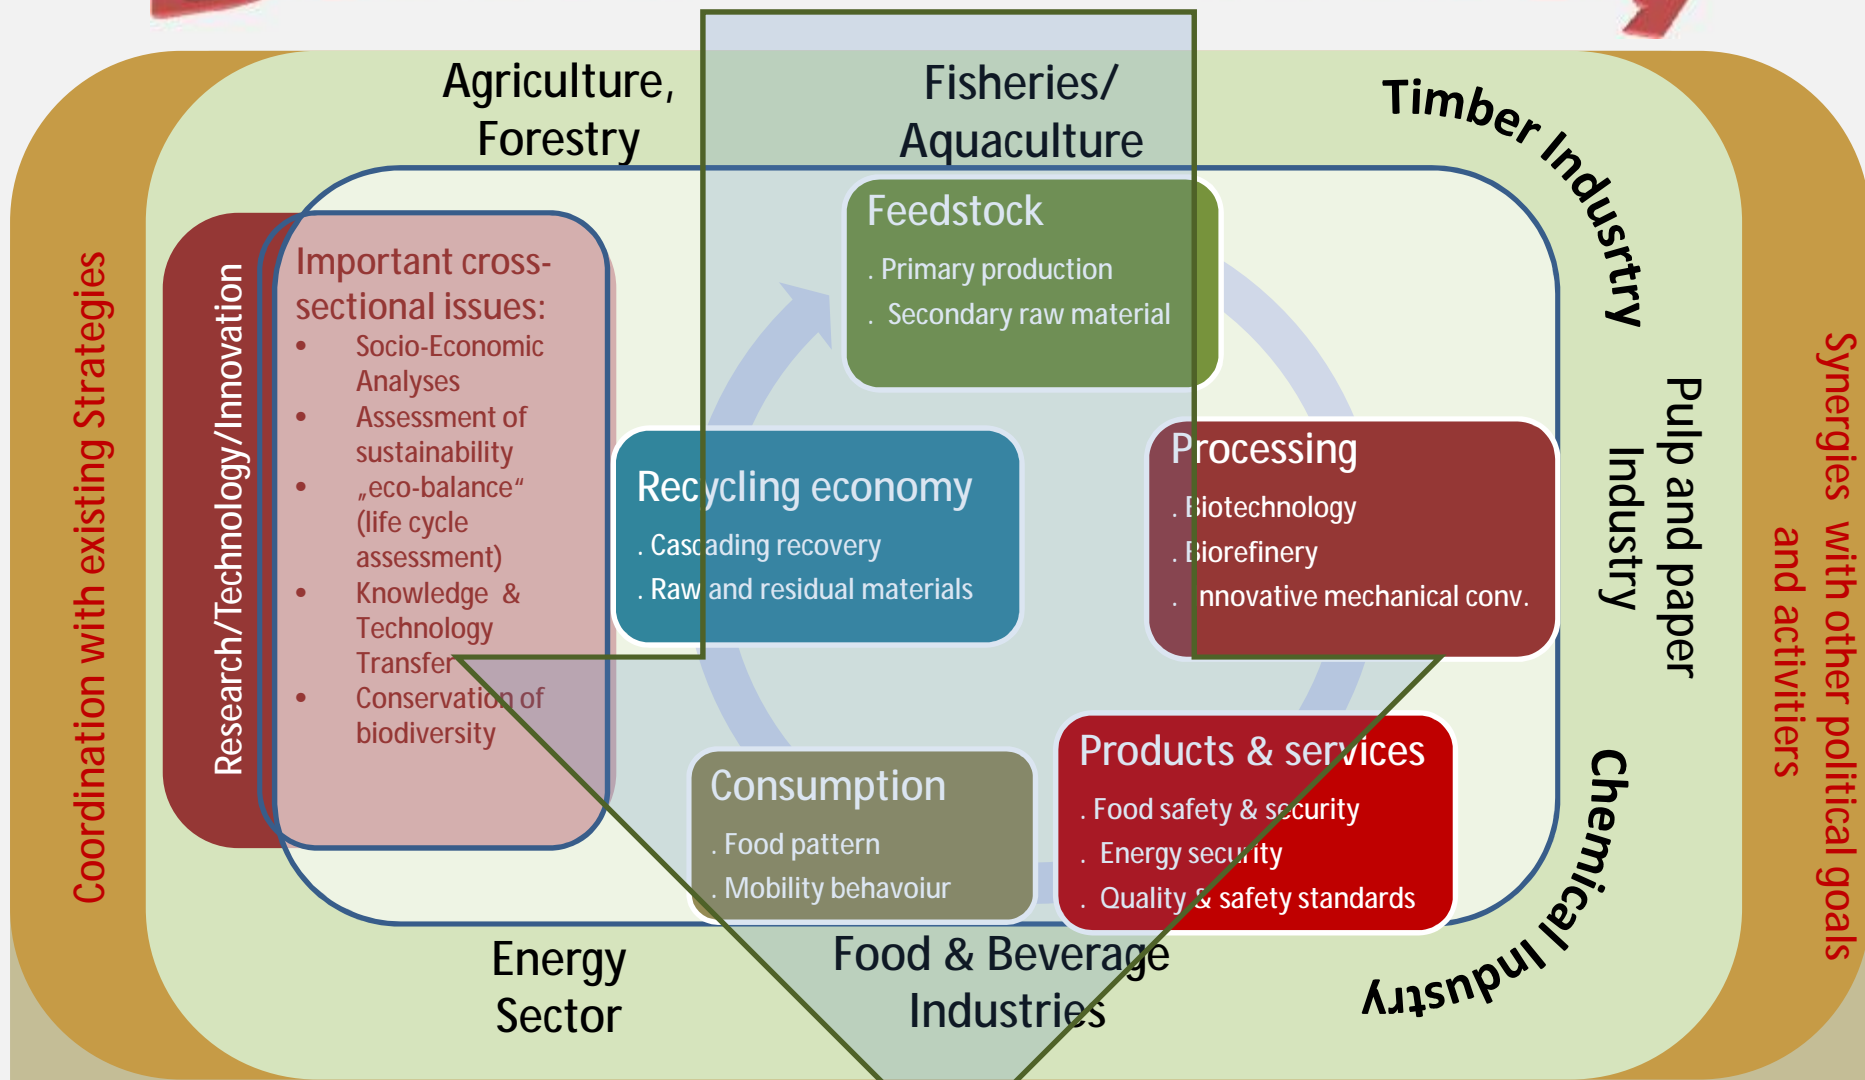 Agriculture,
Forestry
Fisheries/
Aquaculture
Timber Indusrtry
Coordination with existing Strategies
Research/Technology/Innovation
Important cross-
sectional issues:
• Socio-Economic
Analyses
• Assessment of
sustainability
• „eco-balance“
(life cycle
assessment)
• Knowledge &
Technology
Transfer
• Conservation of
biodiversity
Feedstock
. Primary production
. Secondary raw material
Recycling economy
. Cascading recovery
. Raw and residual materials
Processing
. Biotechnology
. Biorefinery
. Innovative mechanical conv.
Products & services
. Food safety & security
. Energy security
. Quality & safety standards
Consumption
. Food pattern
. Mobility behavoiur
Pulp and paper
Industry
Chemical Industry
Synergies with other political goals
and activitiers
Energy
Sector
Food & Beverage
Industries